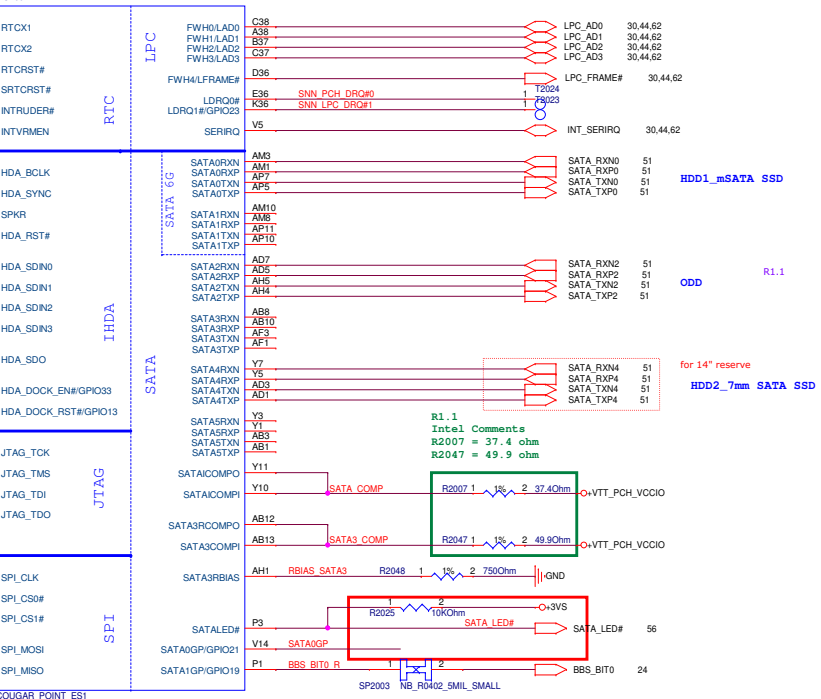 RTCX1
RTCX2
RTCRST#
SRTCRST#
INTRUDER#
INTVRMEN
RTC
LPC
FWH0/LAD0 C38 LPC_AD0 30,44,62
FWH1/LAD1 A38 LPC_AD1 30,44,62
FWH2/LAD2 B37 LPC_AD2 30,44,62
FWH3/LAD3 C37 LPC_AD3 30,44,62
FWH4/LFRAME# D36 LPC_FRAME# 30,44,62
LDRQ0# E36 SNN_PCH_DRQ#0 1 T2024
LDRQ1#/GPIO23 K36 SNN_LPC_DRQ#1 1 T2023
SERIRQ V5 INT_SERIRQ 30,44,62
HDA_BCLK
HDA_SYNC
SPKR
HDA_RST#
HDA_SDIN0
HDA_SDIN1
HDA_SDIN2
HDA_SDIN3
HDA_SDO
HDA_DOCK_EN#/GPIO33
HDA_DOCK_RST#/GPIO13
IHDA
SATA 6G
SATA
SATA0RXN AM3 SATA_RXN0 51
SATA0RXP AM1 SATA_RXP0 51
SATA0TXN AP7 SATA_TXN0 51
SATA0TXP AP5 SATA_TXP0 51
HDD1_mSATA SSD
SATA1RXN AM10
SATA1RXP AM8
SATA1TXN AP11
SATA1TXP AP10
SATA2RXN AD7 SATA_RXN2 51
SATA2RXP AD5 SATA_RXP2 51
SATA2TXN AH5 SATA_TXN2 51
SATA2TXP AH4 SATA_TXP2 51
ODD
R1.1
SATA3RXN AB8
SATA3RXP AB10
SATA3TXN AF3
SATA3TXP AF1
SATA4RXN Y7 SATA_RXN4 51
SATA4RXP Y5 SATA_RXP4 51
SATA4TXN AD3 SATA_TXN4 51
SATA4TXP AD1 SATA_TXP4 51
for 14" reserve
HDD2_7mm SATA SSD
SATA5RXN Y3
SATA5RXP Y1
SATA5TXN AB3
SATA5TXP AB1
R1.1
Intel Comments
R2007 = 37.4 ohm
R2047 = 49.9 ohm
JTAG_TCK
JTAG_TMS
JTAG_TDI
JTAG_TDO
JTAG
SATAICOMPO Y11
SATAICOMPI Y10 SATA_COMP R2007 1 1% 2 37.4Ohm +VTT_PCH_VCCIO
SATA3RCOMPO AB12
SATA3COMPI AB13 SATA3_COMP R2047 1 1% 2 49.9Ohm +VTT_PCH_VCCIO
SPI_CLK
SPI_CS0#
SPI_CS1#
SPI_MOSI
SPI_MISO
SPI
SATA3RBIAS AH1 RBIAS_SATA3 R2048 1 1% 2 750Ohm GND
1 2 +3VS
R2025 10KOhm
SATALED# P3 SATA_LED# SATA_LED# 56
SATA0GP/GPIO21 V14 SATA0GP
SATA1GP/GPIO19 P1 BBS_BIT0_R 1 2 BBS_BIT0 24
SP2003 NB_R0402_5MIL_SMALL
COUGAR POINT ES1